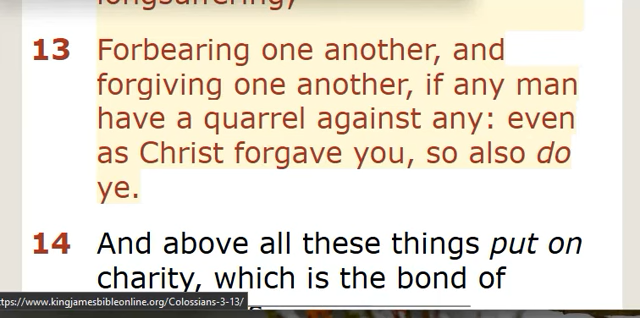 longsuffering;
13 Forbearing one another, and
forgiving one another, if any man
have a quarrel against any: even
as Christ forgave you, so also do
ye.
14 And above all these things put on
charity, which is the bond of
ttps://www.kingjamesbibleonline.org/Colossians-3-13/